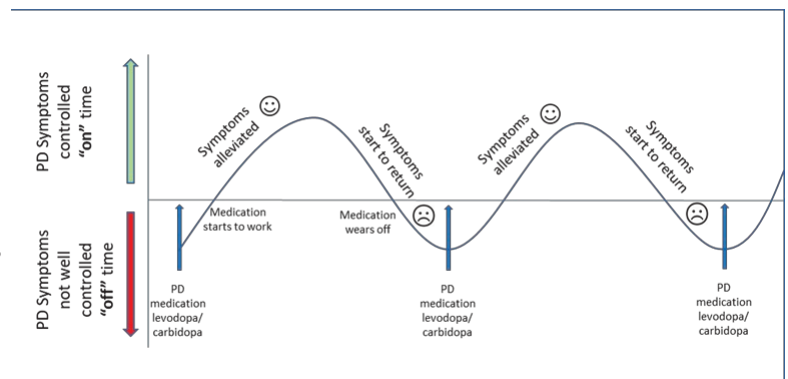 PD Symptoms
controlled
“on” time
PD Symptoms
not well
controlled
“off” time
Symptoms
alleviated
Symptoms
start to return
Symptoms
alleviated
Symptoms
start to return
Medication
starts to work
Medication
wears off
PD
medication
levodopa/
carbidopa
PD
medication
levodopa/
carbidopa
PD
medication
levodopa/
carbidopa